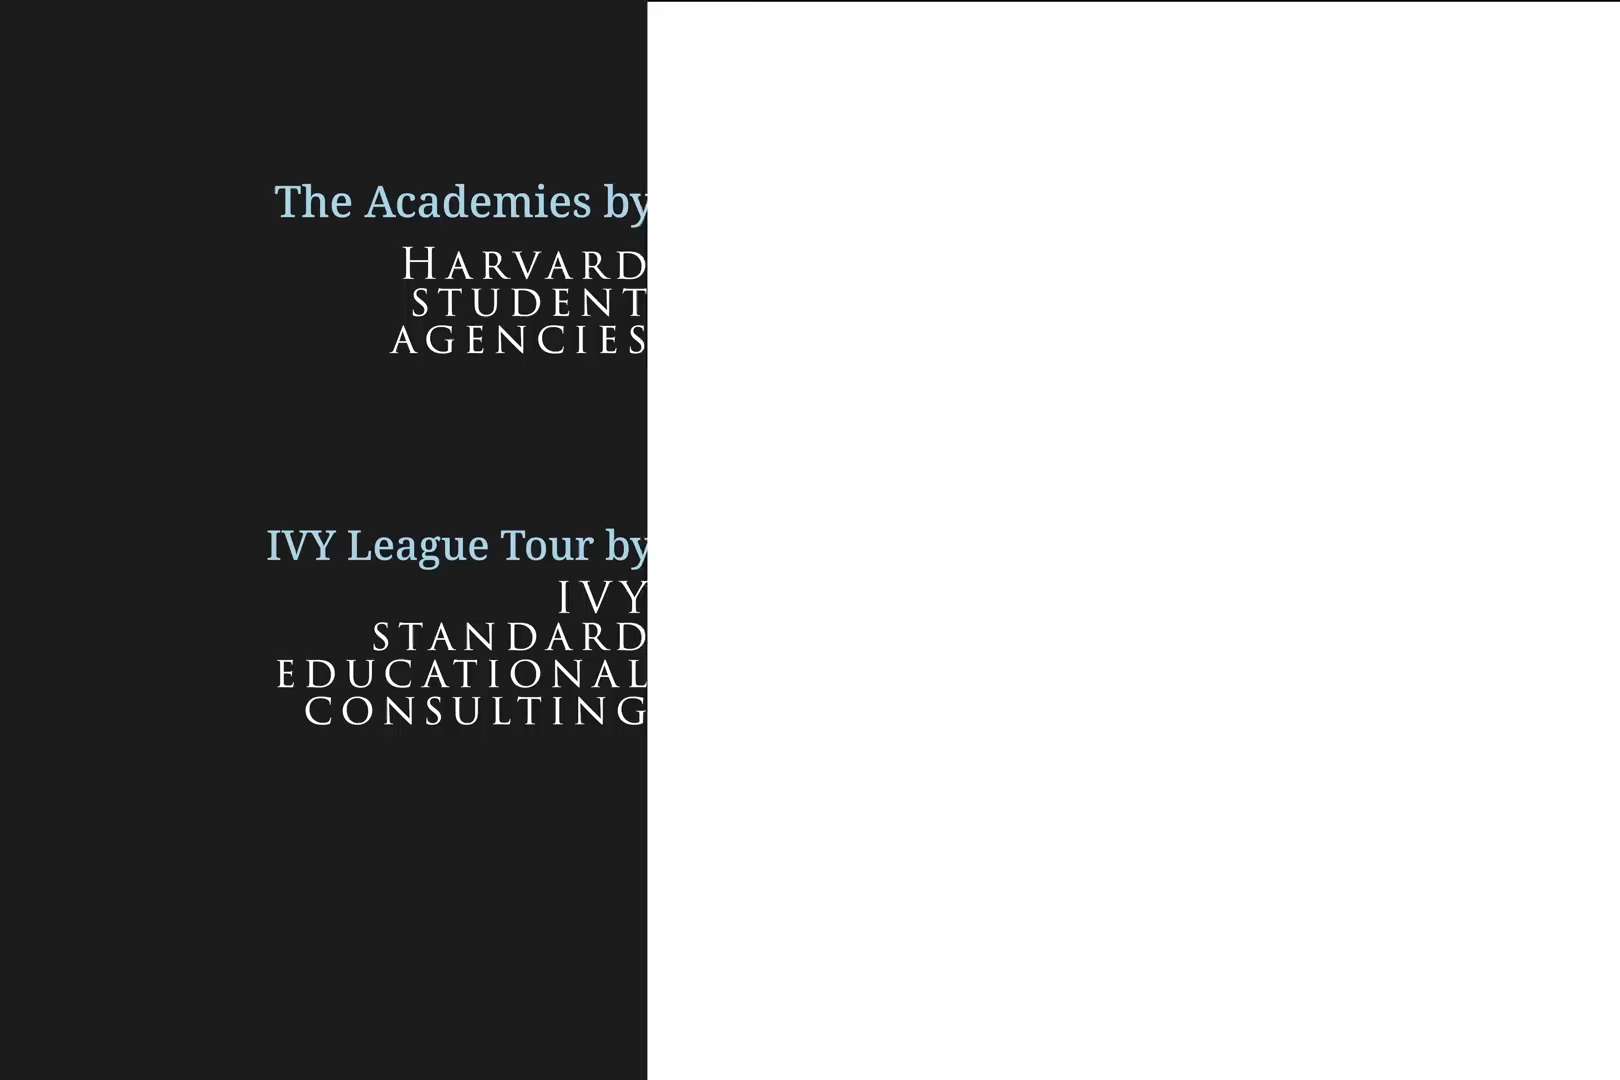 The Academies by
HARVARD
STUDENT
AGENCIES
IVY League Tour by
IVY
STANDARD
EDUCATIONAL
CONSULTING